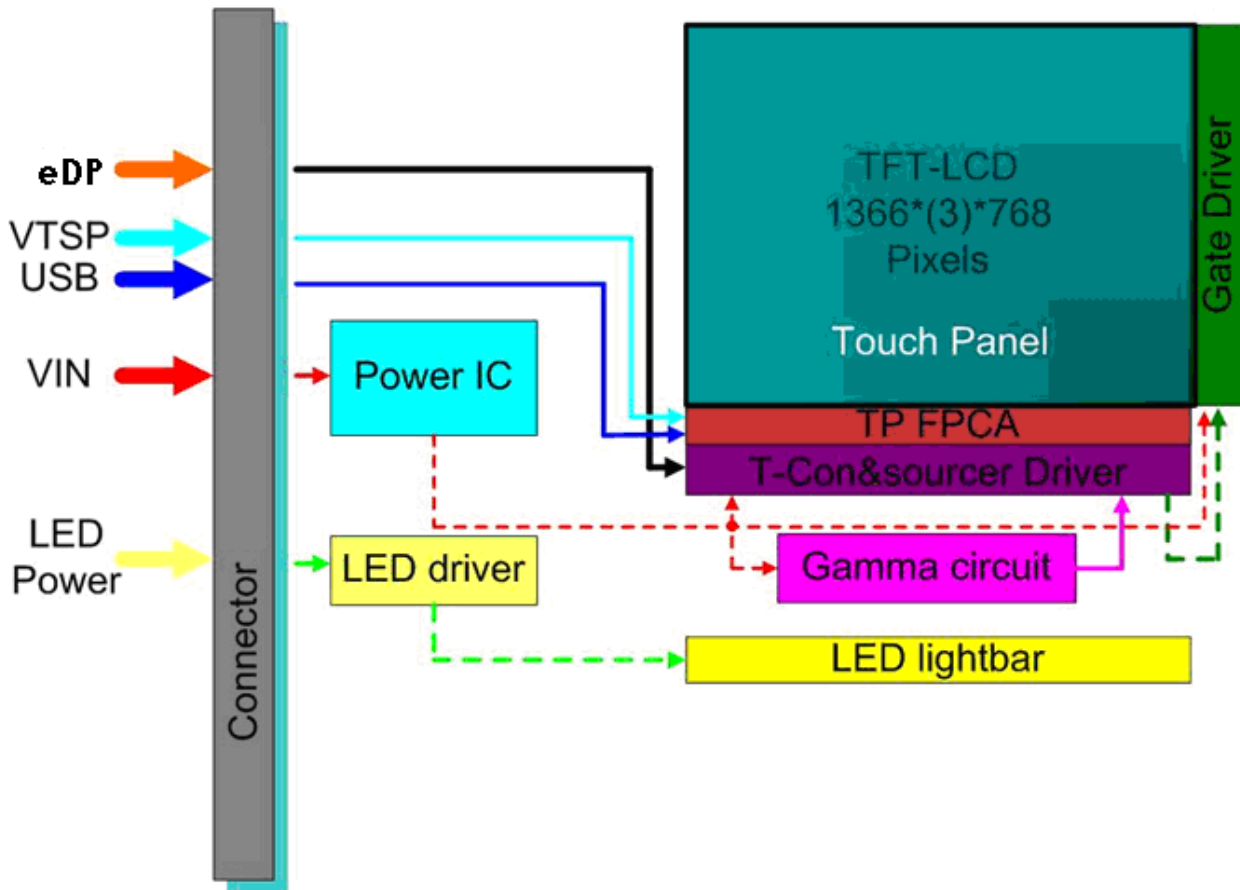 eDP
VTSP
USB
VIN
LED
Power
Connector
Power IC
LED driver
TFT-LCD
1366*(3)*768
Pixels
Touch Panel
Gate Driver
TP FPCA
T-Con&sourcer Driver
Gamma circuit
LED lightbar